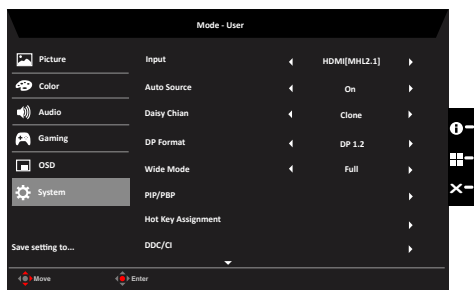 Mode - User
Picture
Color
Audio
Gaming
OSD
System
Save setting to...
Input HDMI[MHL2.1]
Auto Source On
Daisy Chian Clone
DP Format DP 1.2
Wide Mode Full
PIP/PBP
Hot Key Assignment
DDC/CI
Move Enter